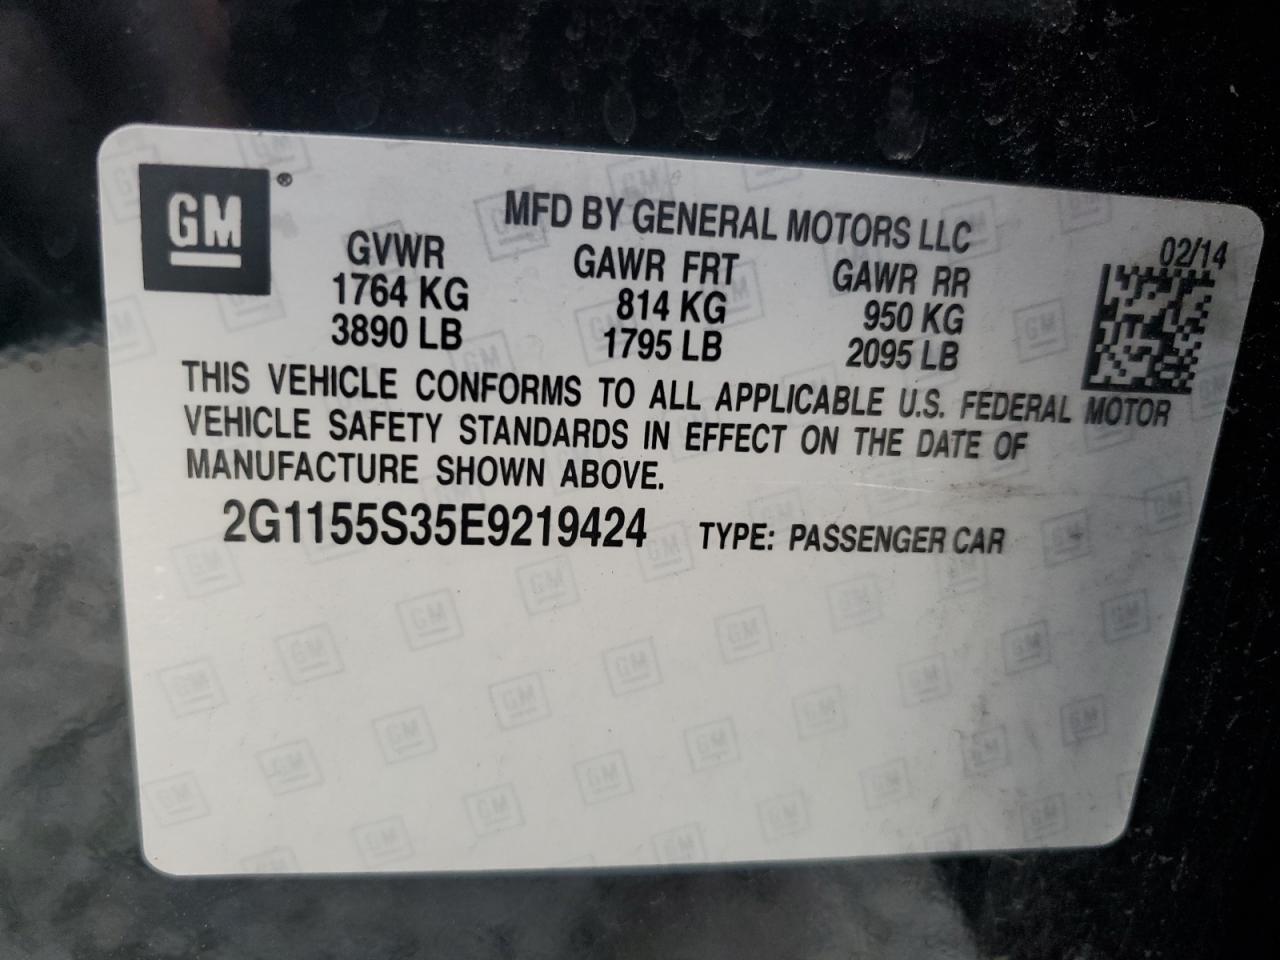 GM ®
MFD BY GENERAL MOTORS LLC
02/14
GVWR GAWR FRT GAWR RR
1764 KG 814 KG 950 KG
3890 LB 1795 LB 2095 LB
THIS VEHICLE CONFORMS TO ALL APPLICABLE U.S. FEDERAL MOTOR
VEHICLE SAFETY STANDARDS IN EFFECT ON THE DATE OF
MANUFACTURE SHOWN ABOVE.
2G1155S35E9219424 TYPE: PASSENGER CAR